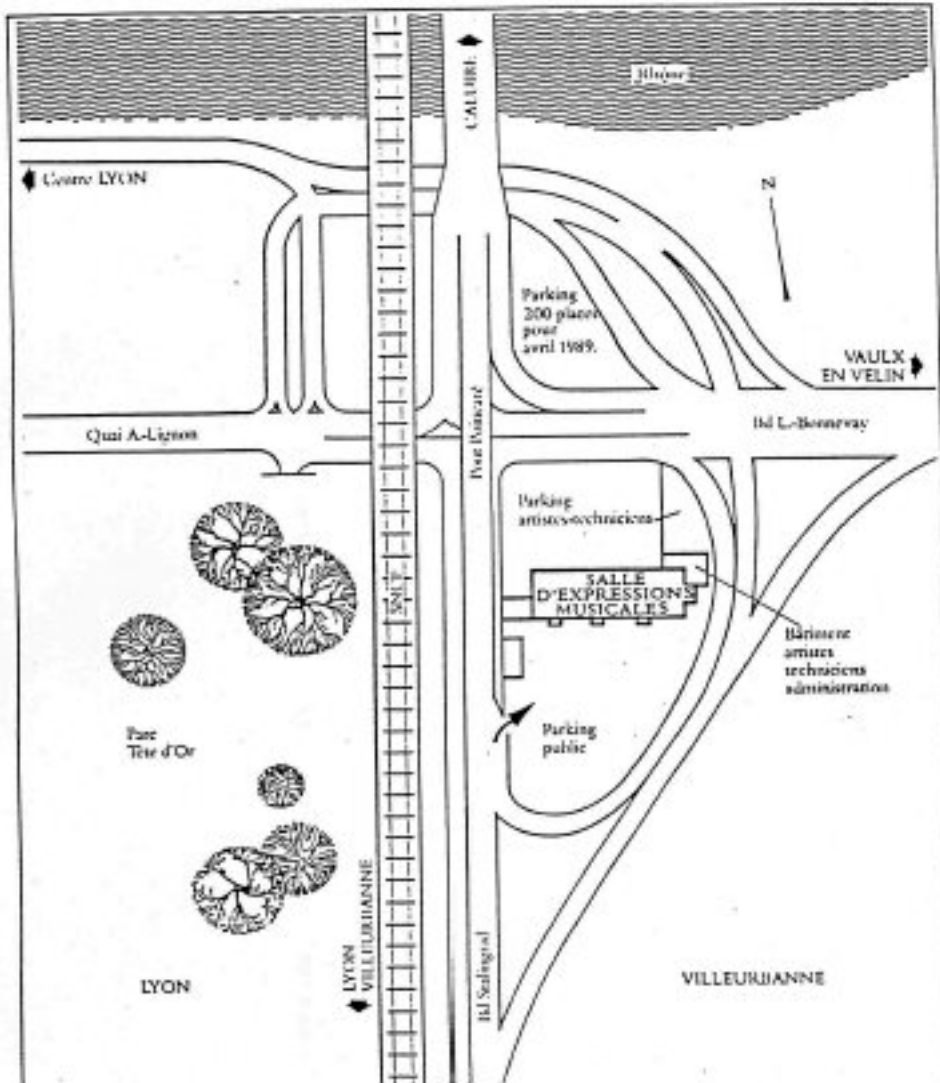 CALUIRE
Rhône
Centre LYON
N
Parking
200 places
pour
avril 1989.
VAULX
EN VELIN
Quai A.-Lignon
Pont Poincaré
Bd L.-Bonnevay
Parking
artistes-techniciens
SNCF
SALLE
D'EXPRESSIONS
MUSICALES
Bâtiment
artistes
techniciens
administration
Parc
Tête d'Or
Parking
public
LYON
LYON
VILLEURBANNE
Bd Stalingrad
VILLEURBANNE